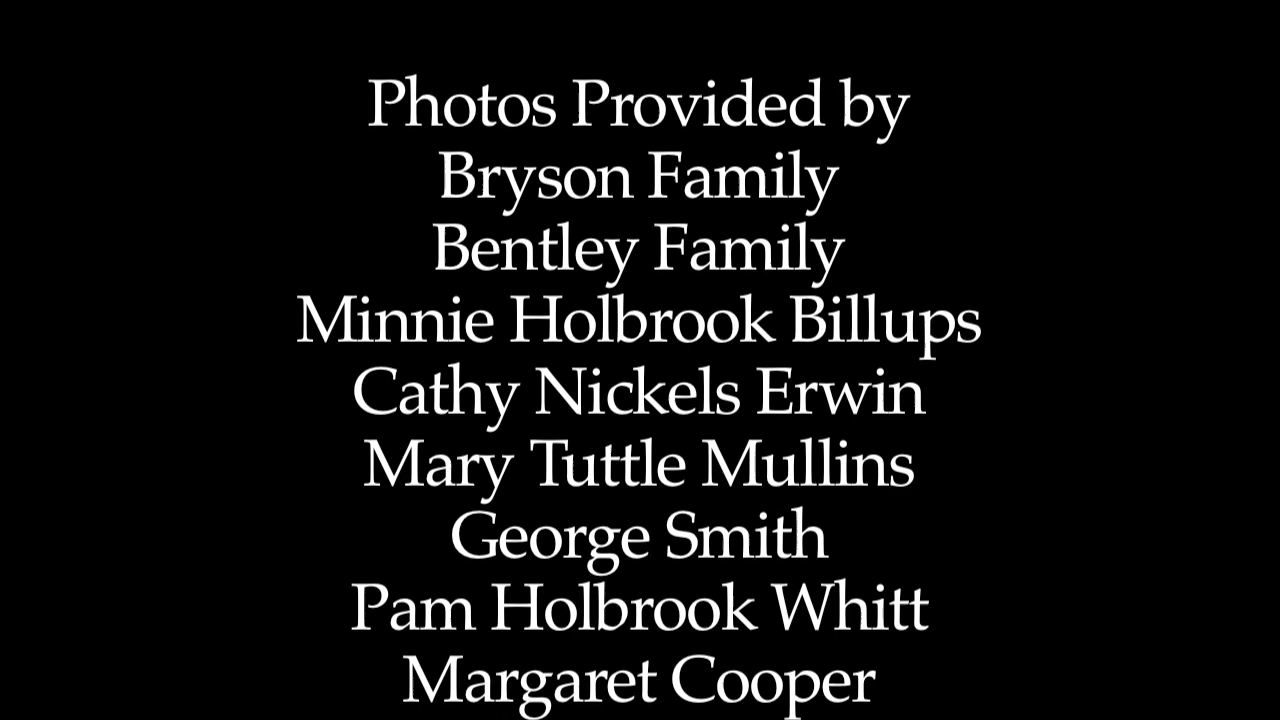 Photos Provided by
Bryson Family
Bentley Family
Minnie Holbrook Billups
Cathy Nickels Erwin
Mary Tuttle Mullins
George Smith
Pam Holbrook Whitt
Margaret Cooper